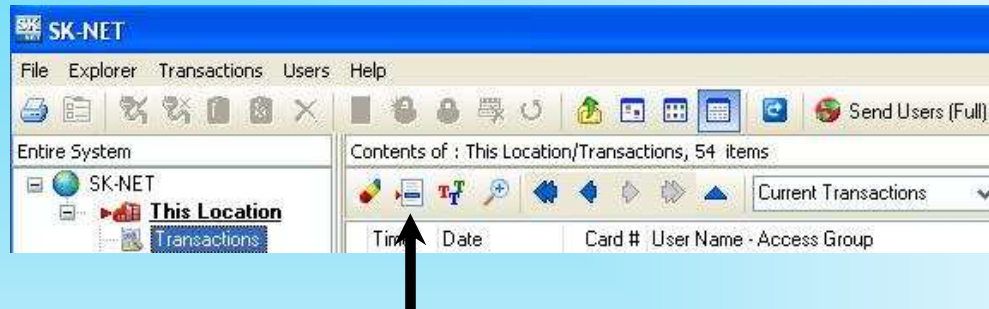 SK-NET
File Explorer Transactions Users Help
Send Users (Full)
Entire System
Contents of : This Location/Transactions, 54 items
SK-NET
This Location
Current Transactions
Transactions
Date Card # User Name - Access Group